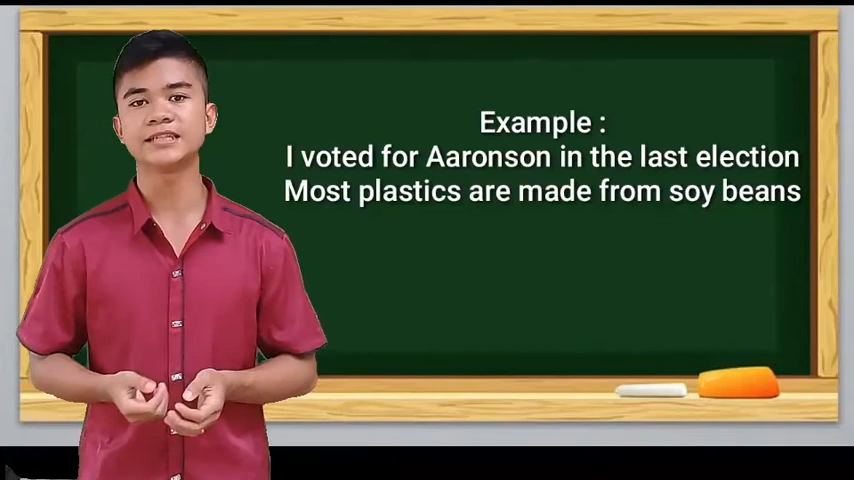 Example :
I voted for Aaronson in the last election
Most plastics are made from soy beans